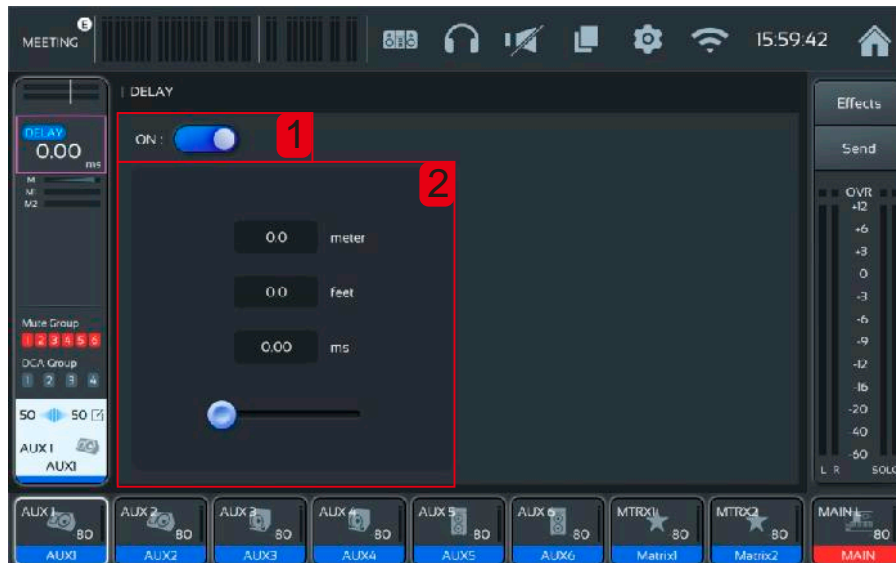 MEETING E
15:59:42
DELAY
ON :
1
2
DELAY
0.00
ms
M
M1
M2
0.0 meter
0.0 feet
0.00 ms
Mute Group
1 2 3 4 5 6
DCA Group
1 2 3 4
50 50
AUX 1
AUX1
Effects
Send
OVR
+12
+6
+3
0
-3
-6
-9
-12
-16
-20
-40
-60
L R SOLO
AUX 1 AUX 2 AUX 3 AUX 4 AUX 5 AUX 6 MTRX1 MTRX2 MAIN L
80 80 80 80 80 80 80 80 80
AUX1 AUX2 AUX3 AUX4 AUX5 AUX6 Matrix1 Matrix2 MAIN